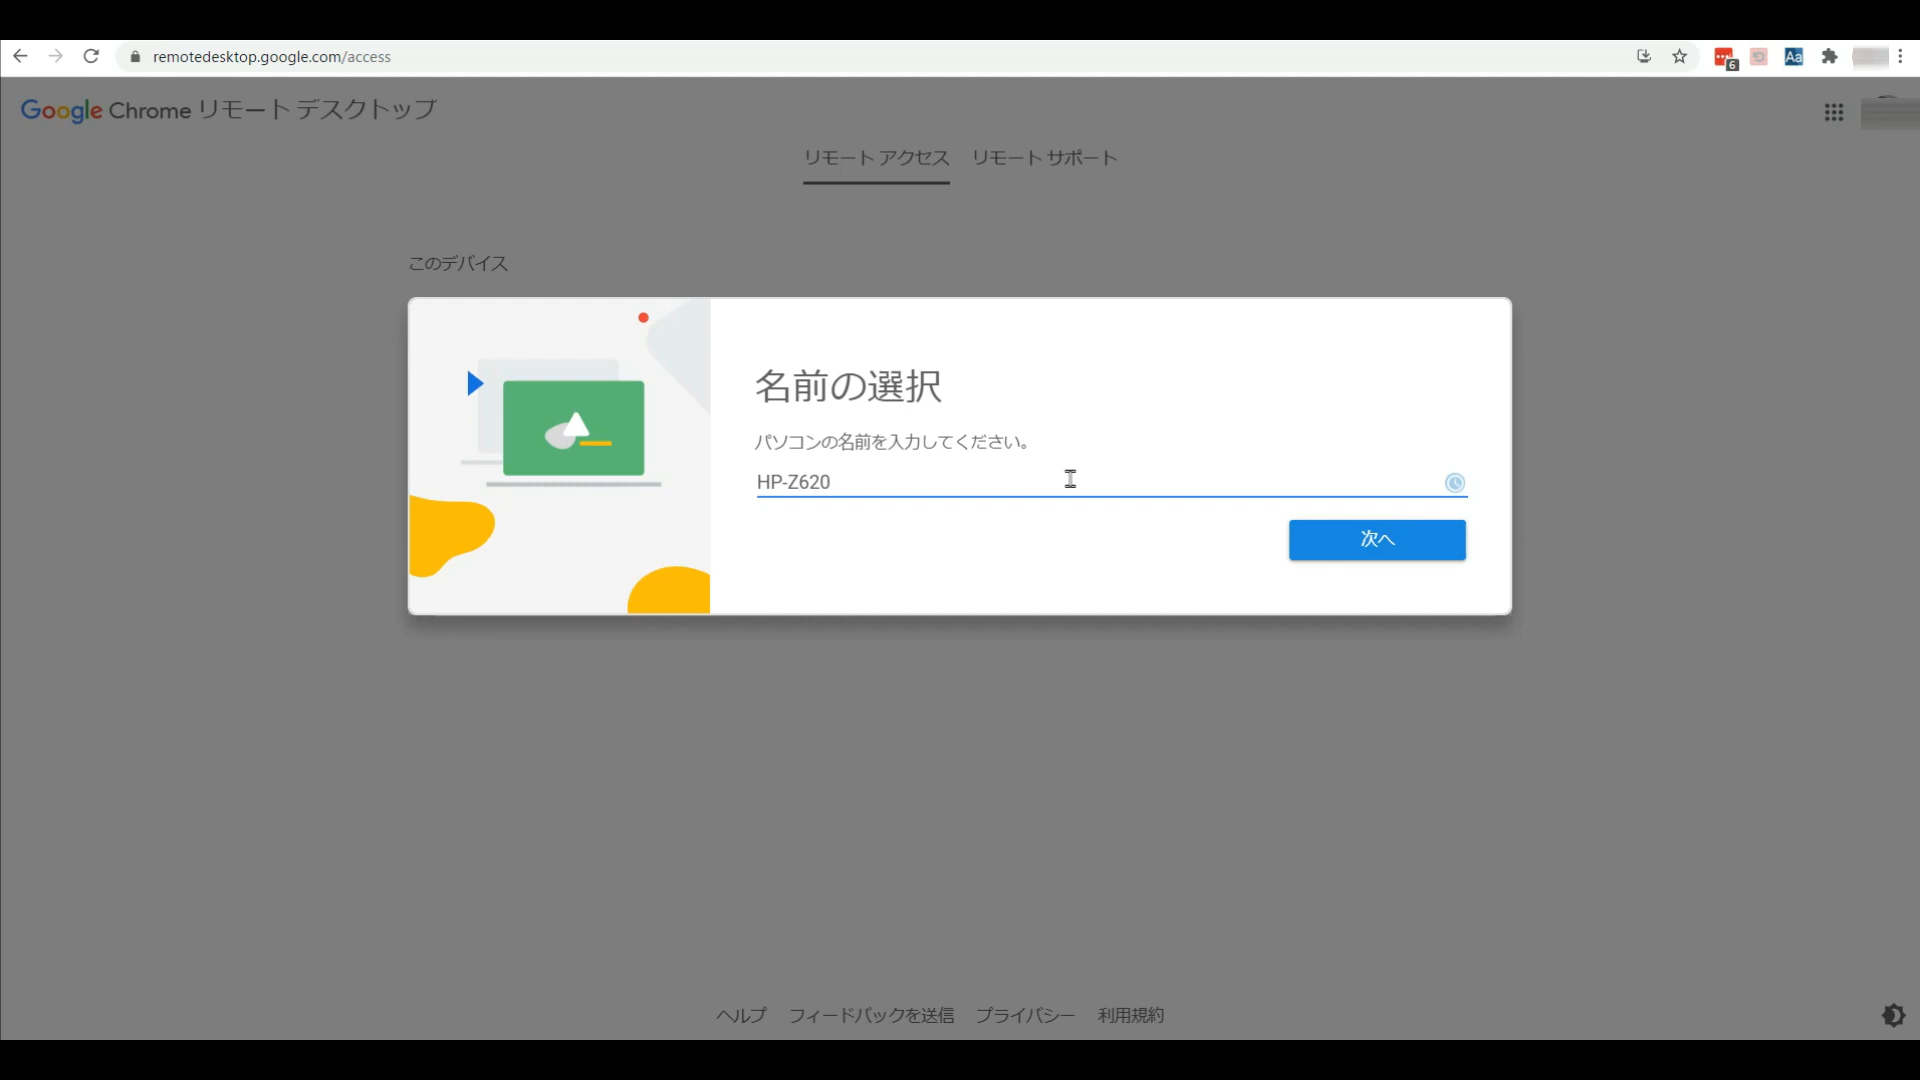 remotedesktop.google.com/access
6
Aa
Google Chrome リモート デスクトップ
リモート アクセス リモート サポート
このデバイス
名前の選択
パソコンの名前を入力してください。
HP-Z620
次へ
ヘルプ フィードバックを送信 プライバシー 利用規約